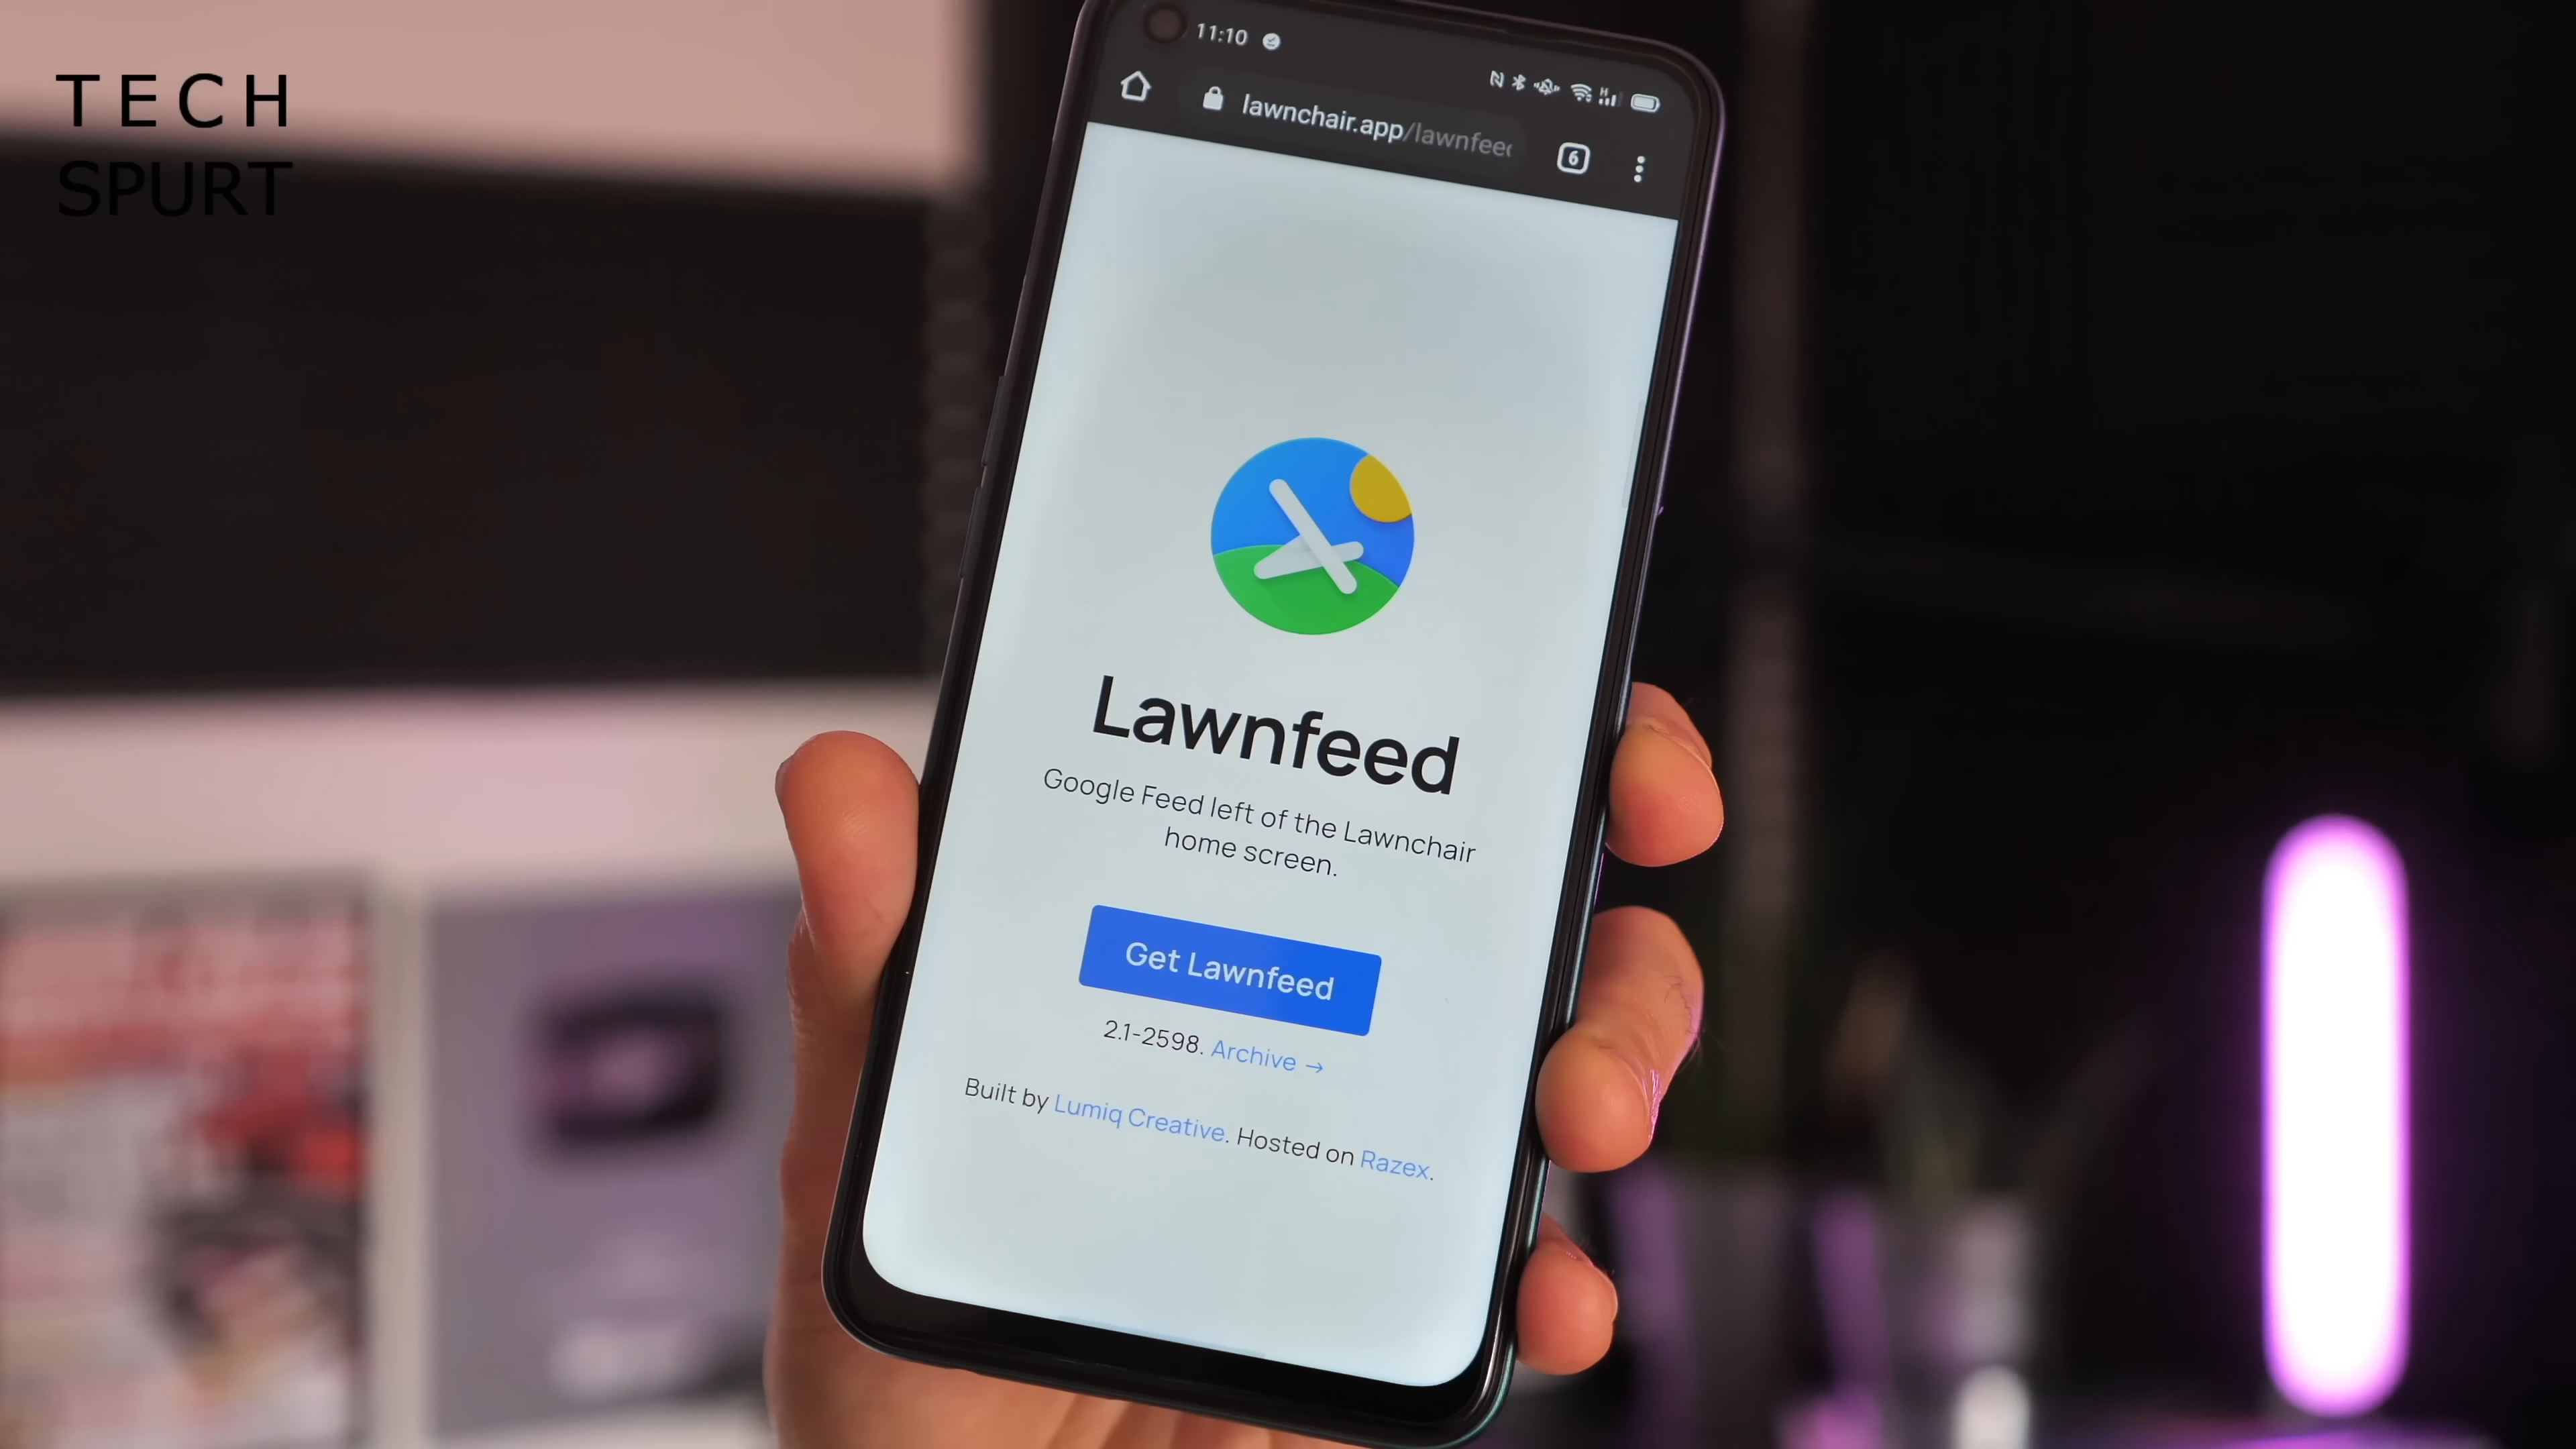 TECH
SPURT
11:10
lawnchair.app/lawnfeed
6
Lawnfeed
Google Feed left of the Lawnchair
home screen.
Get Lawnfeed
2.1-2598. Archive →
Built by Lumiq Creative. Hosted on Razex.